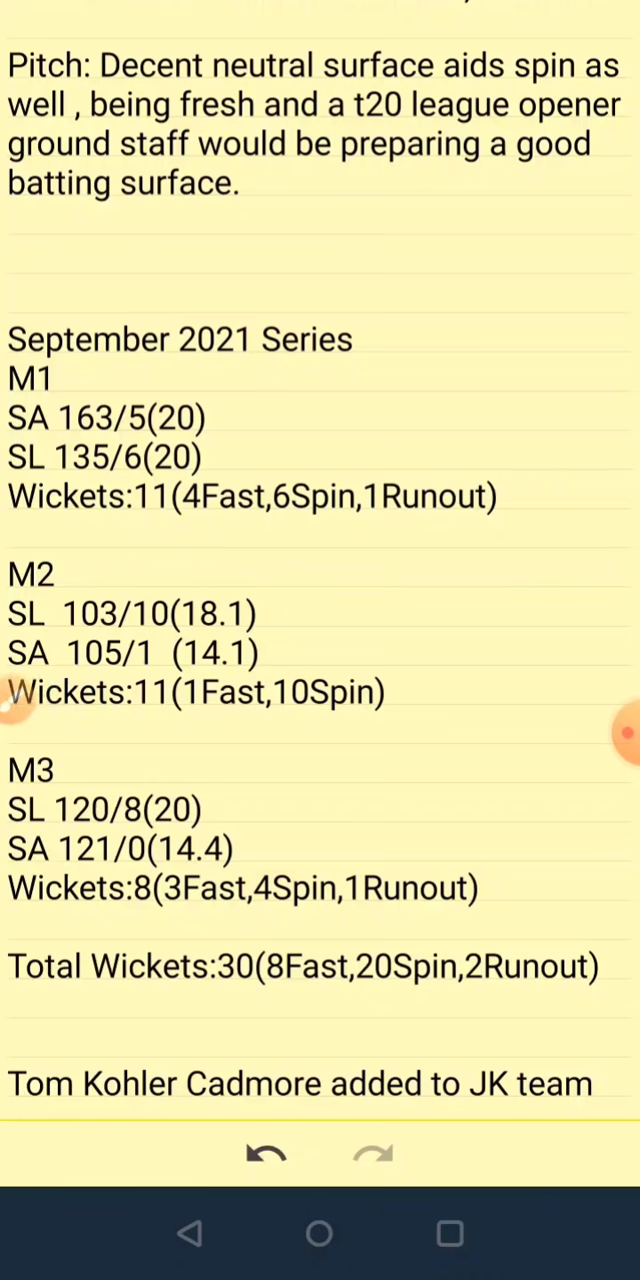 Pitch: Decent neutral surface aids spin as
well , being fresh and a t20 league opener
ground staff would be preparing a good
batting surface.
September 2021 Series
M1
SA 163/5(20)
SL 135/6(20)
Wickets:11(4Fast,6Spin,1Runout)
M2
SL  103/10(18.1)
SA  105/1  (14.1)
Wickets:11(1Fast,10Spin)
M3
SL 120/8(20)
SA 121/0(14.4)
Wickets:8(3Fast,4Spin,1Runout)
Total Wickets:30(8Fast,20Spin,2Runout)
Tom Kohler Cadmore added to JK team